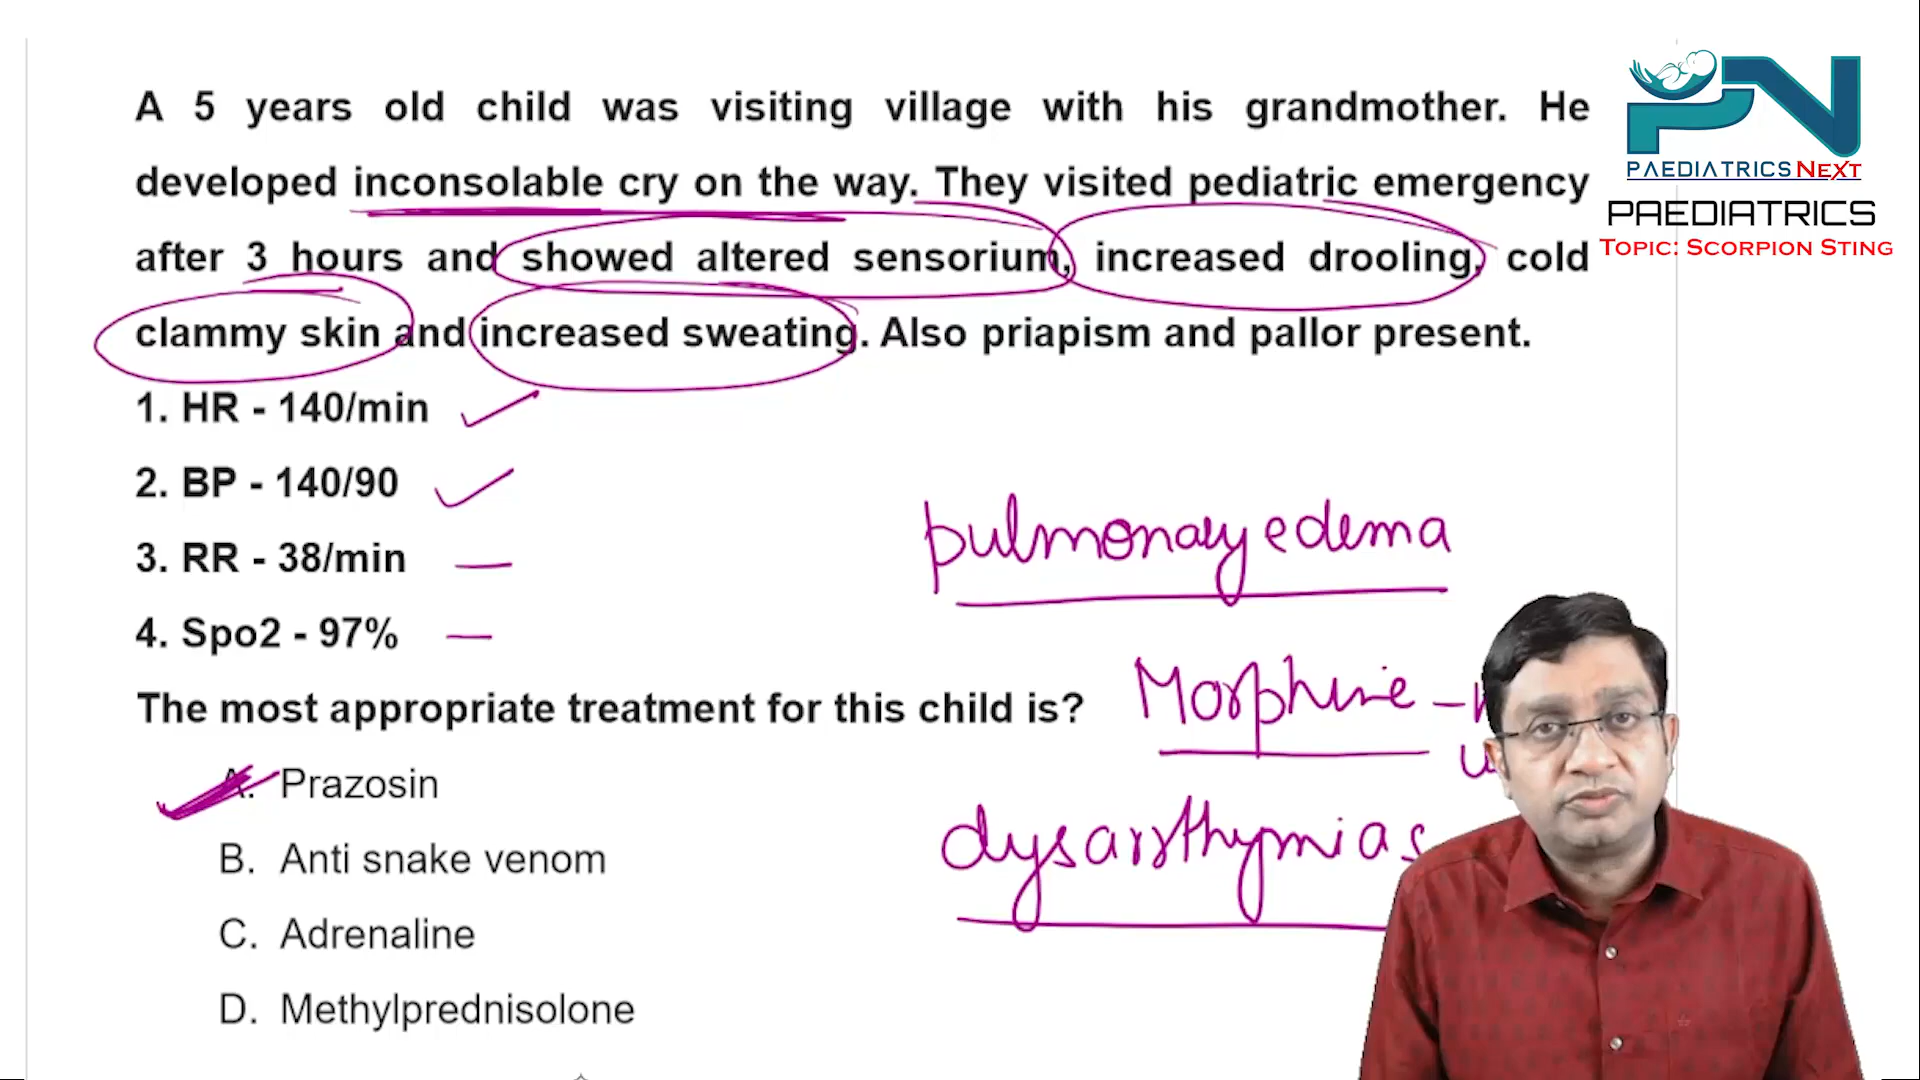 A 5 years old child was visiting village with his grandmother. He
developed inconsolable cry on the way. They visited pediatric emergency
after 3 hours and showed altered sensorium, increased drooling, cold
clammy skin and increased sweating. Also priapism and pallor present.
1. HR - 140/min
2. BP - 140/90
3. RR - 38/min
4. Spo2 - 97%
The most appropriate treatment for this child is?
A. Prazosin
B. Anti snake venom
C. Adrenaline
D. Methylprednisolone
pulmonary edema
Morphine -
dysarrthymias
PN
PAEDIATRICS NEXT
PAEDIATRICS
TOPIC: SCORPION STING